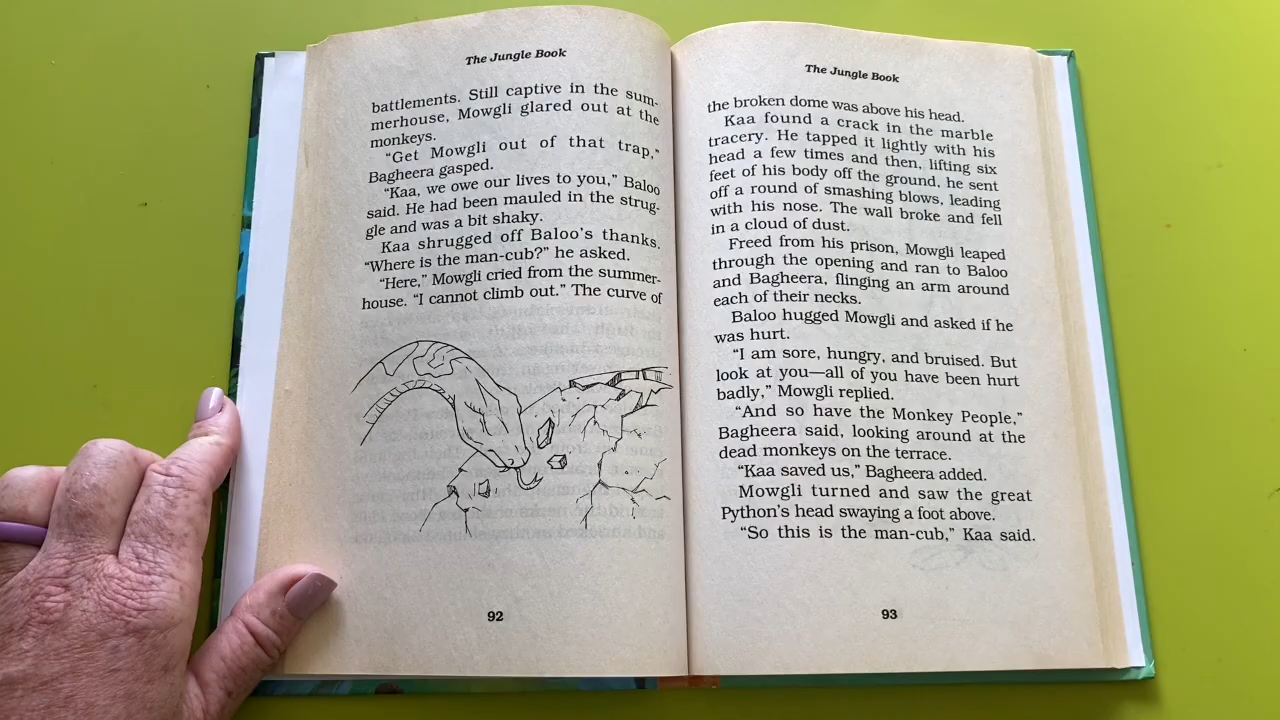 The Jungle Book
battlements. Still captive in the sum-
merhouse, Mowgli glared out at the
monkeys.
“Get Mowgli out of that trap,”
Bagheera gasped.
“Kaa, we owe our lives to you,” Baloo
said. He had been mauled in the strug-
gle and was a bit shaky.
Kaa shrugged off Baloo’s thanks.
“Where is the man-cub?” he asked.
“Here,” Mowgli cried from the summer-
house. “I cannot climb out.” The curve of
92
The Jungle Book
the broken dome was above his head.
Kaa found a crack in the marble
tracery. He tapped it lightly with his
head a few times and then, lifting six
feet of his body off the ground, he sent
off a round of smashing blows, leading
with his nose. The wall broke and fell
in a cloud of dust.
Freed from his prison, Mowgli leaped
through the opening and ran to Baloo
and Bagheera, flinging an arm around
each of their necks.
Baloo hugged Mowgli and asked if he
was hurt.
“I am sore, hungry, and bruised. But
look at you—all of you have been hurt
badly,” Mowgli replied.
“And so have the Monkey People,”
Bagheera said, looking around at the
dead monkeys on the terrace.
“Kaa saved us,” Bagheera added.
Mowgli turned and saw the great
Python’s head swaying a foot above.
“So this is the man-cub,” Kaa said.
93